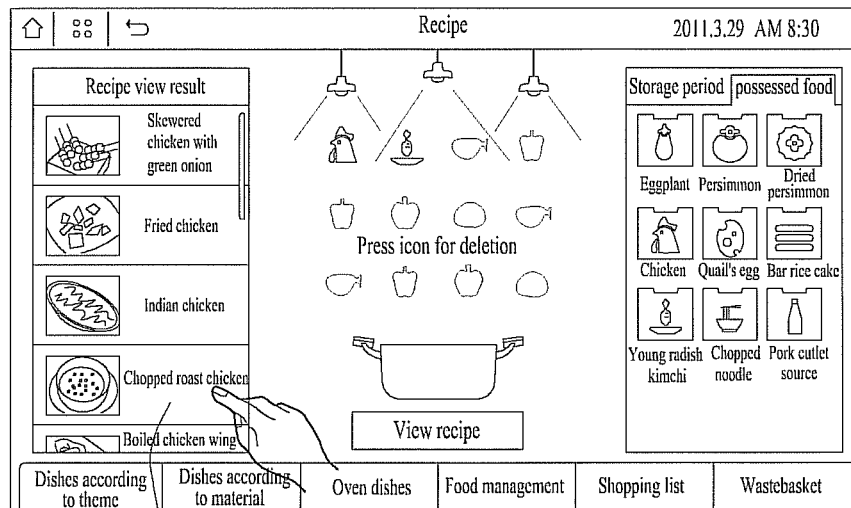 Recipe
2011.3.29 AM 8:30
Recipe view result
Skewered
chicken with
green onion
Fried chicken
Indian chicken
Chopped roast chicken
Boiled chicken wing
Press icon for deletion
View recipe
Storage period
possessed food
Eggplant
Persimmon
Dried
persimmon
Chicken
Quail's egg
Bar rice cake
Young radish
kimchi
Chopped
noodle
Pork cutlet
source
Dishes according
to theme
Dishes according
to material
Oven dishes
Food management
Shopping list
Wastebasket